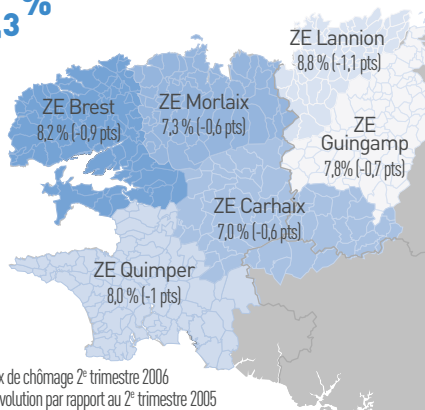 ,3%
ZE Lannion
8,8 % (-1,1 pts)
ZE Brest
8,2 % (-0,9 pts)
ZE Morlaix
7,3 % (-0,6 pts)
ZE
Guingamp
7,8% (-0,7 pts)
ZE Carhaix
7,0 % (-0,6 pts)
ZE Quimper
8,0 % (-1 pts)
x de chômage 2e trimestre 2006
volution par rapport au 2e trimestre 2005